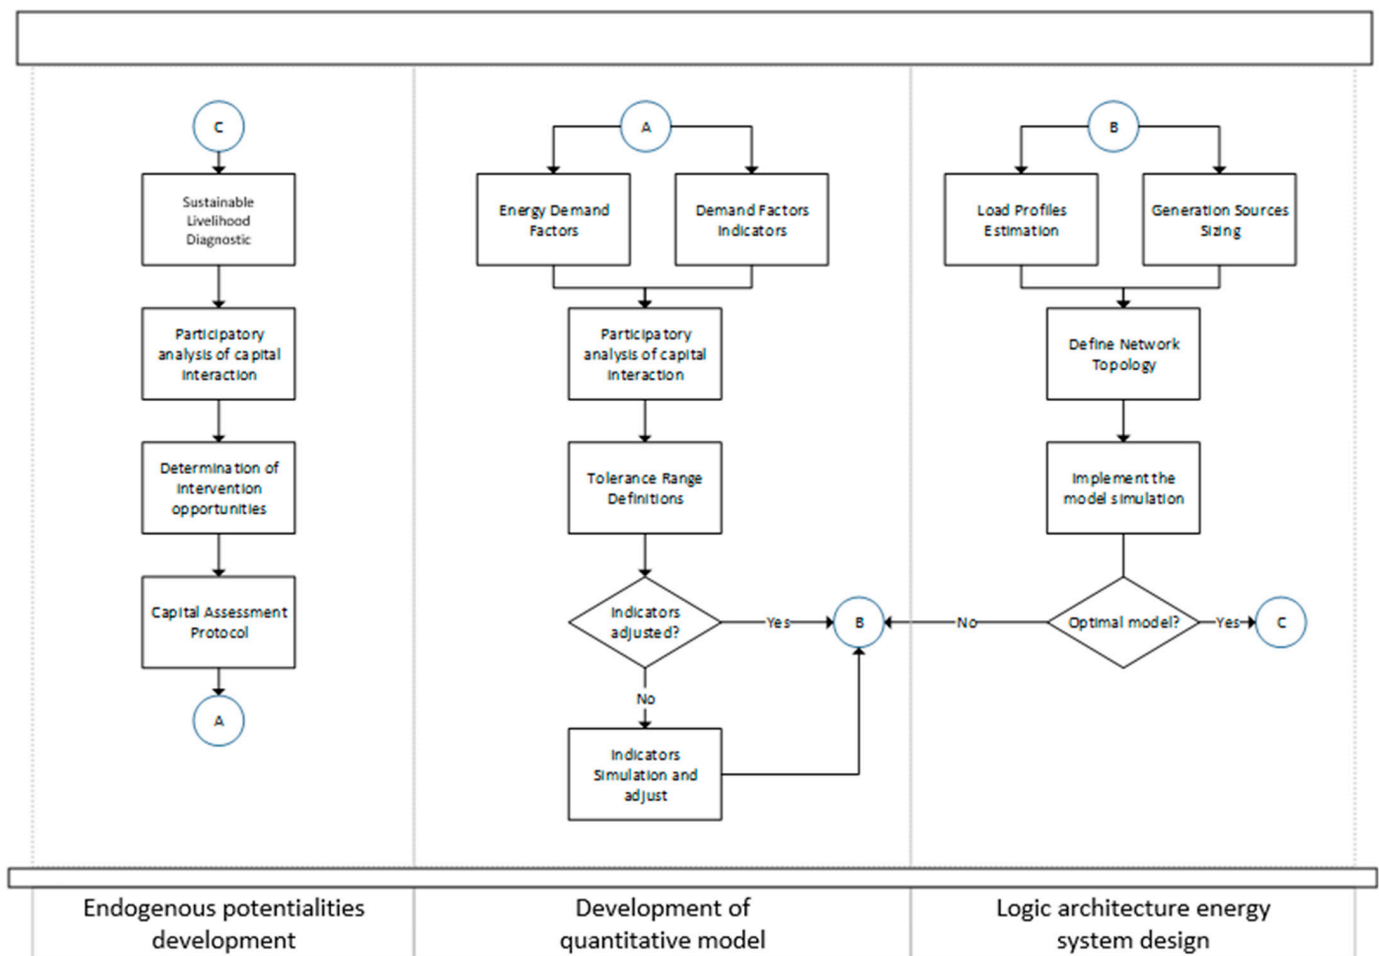 C
Sustainable
Livelihood
Diagnostic
Participatory
analysis of capital
interaction
Determination of
intervention
opportunities
Capital Assessment
Protocol
A
A
Energy Demand
Factors
Demand Factors
Indicators
Participatory
analysis of capital
interaction
Tolerance Range
Definitions
Indicators
adjusted?
Yes
B
No
Indicators
Simulation and
adjust
B
Load Profiles
Estimation
Generation Sources
Sizing
Define Network
Topology
Implement the
model simulation
Optimal model?
No
Yes
C
Endogenous potentialities
development
Development of
quantitative model
Logic architecture energy
system design